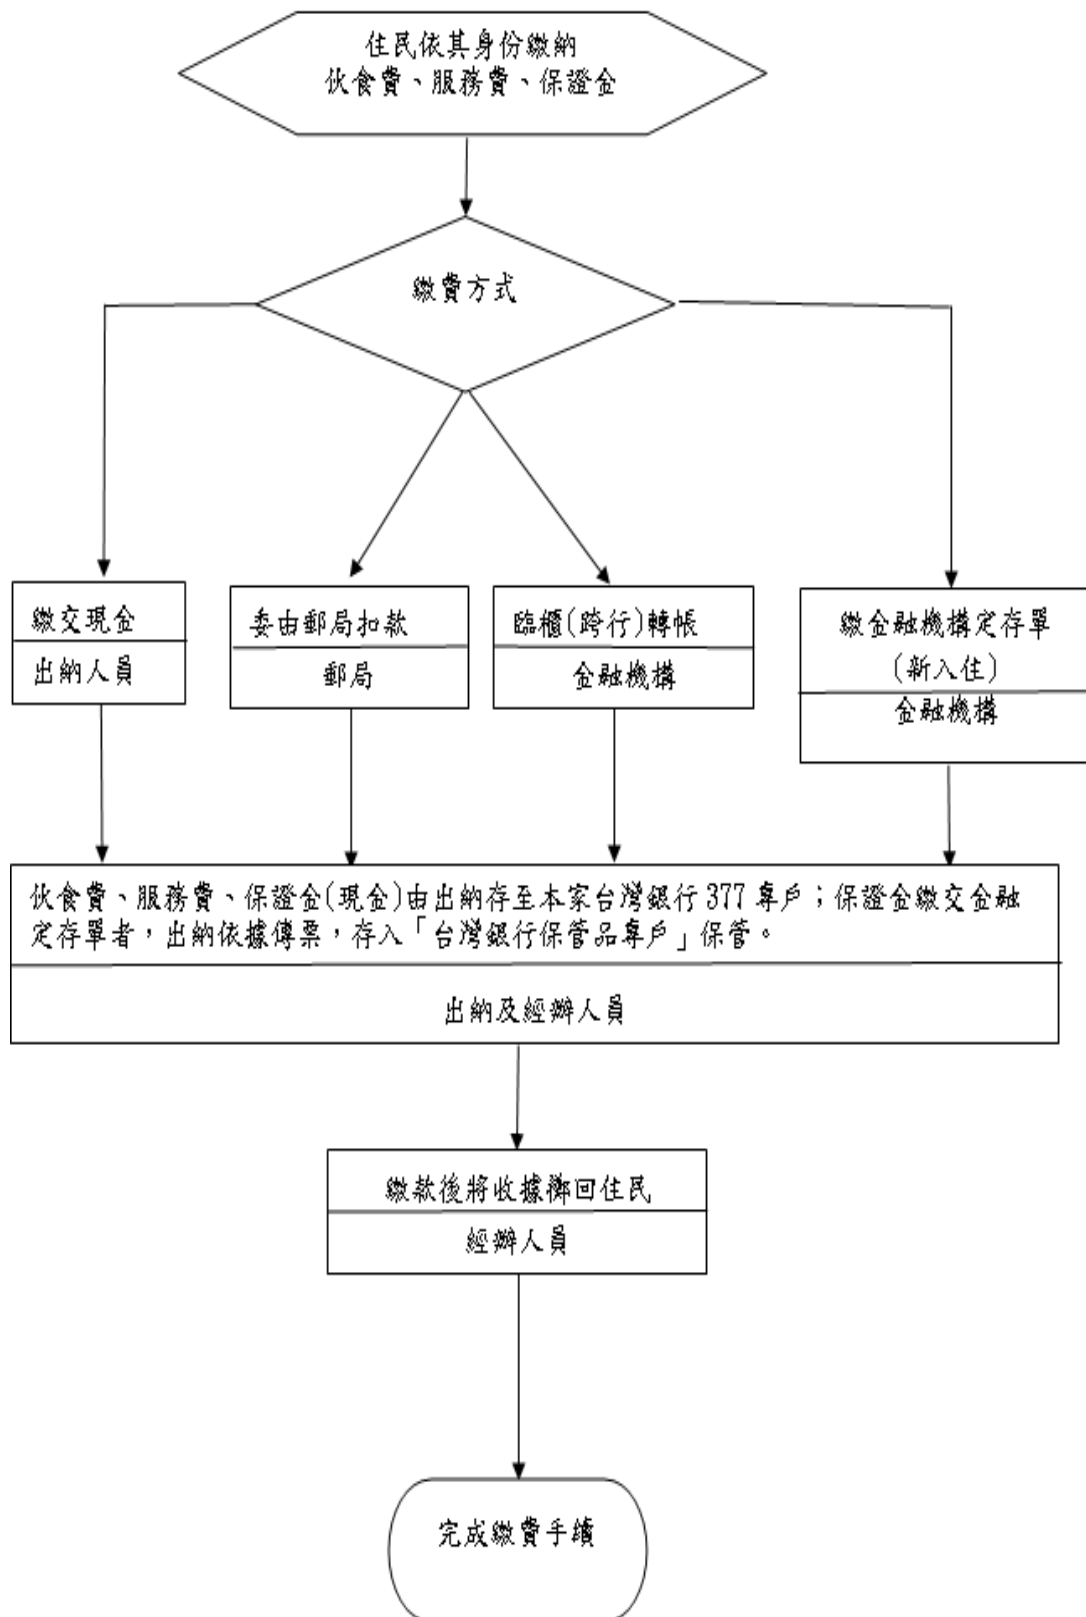 住民依其身份繳納
伙食費、服務費、保證金
繳費方式
繳交現金
出納人員
委由郵局扣款
郵局
臨櫃(跨行)轉帳
金融機構
繳金融機構定存單
(新入住)
金融機構
伙食費、服務費、保證金(現金)由出納存至本家台灣銀行377專戶；保證金繳交金融
定存單者，出納依據傳票，存入「台灣銀行保管品專戶」保管。
出納及經辦人員
繳款後將收據擲回住民
經辦人員
完成繳費手續